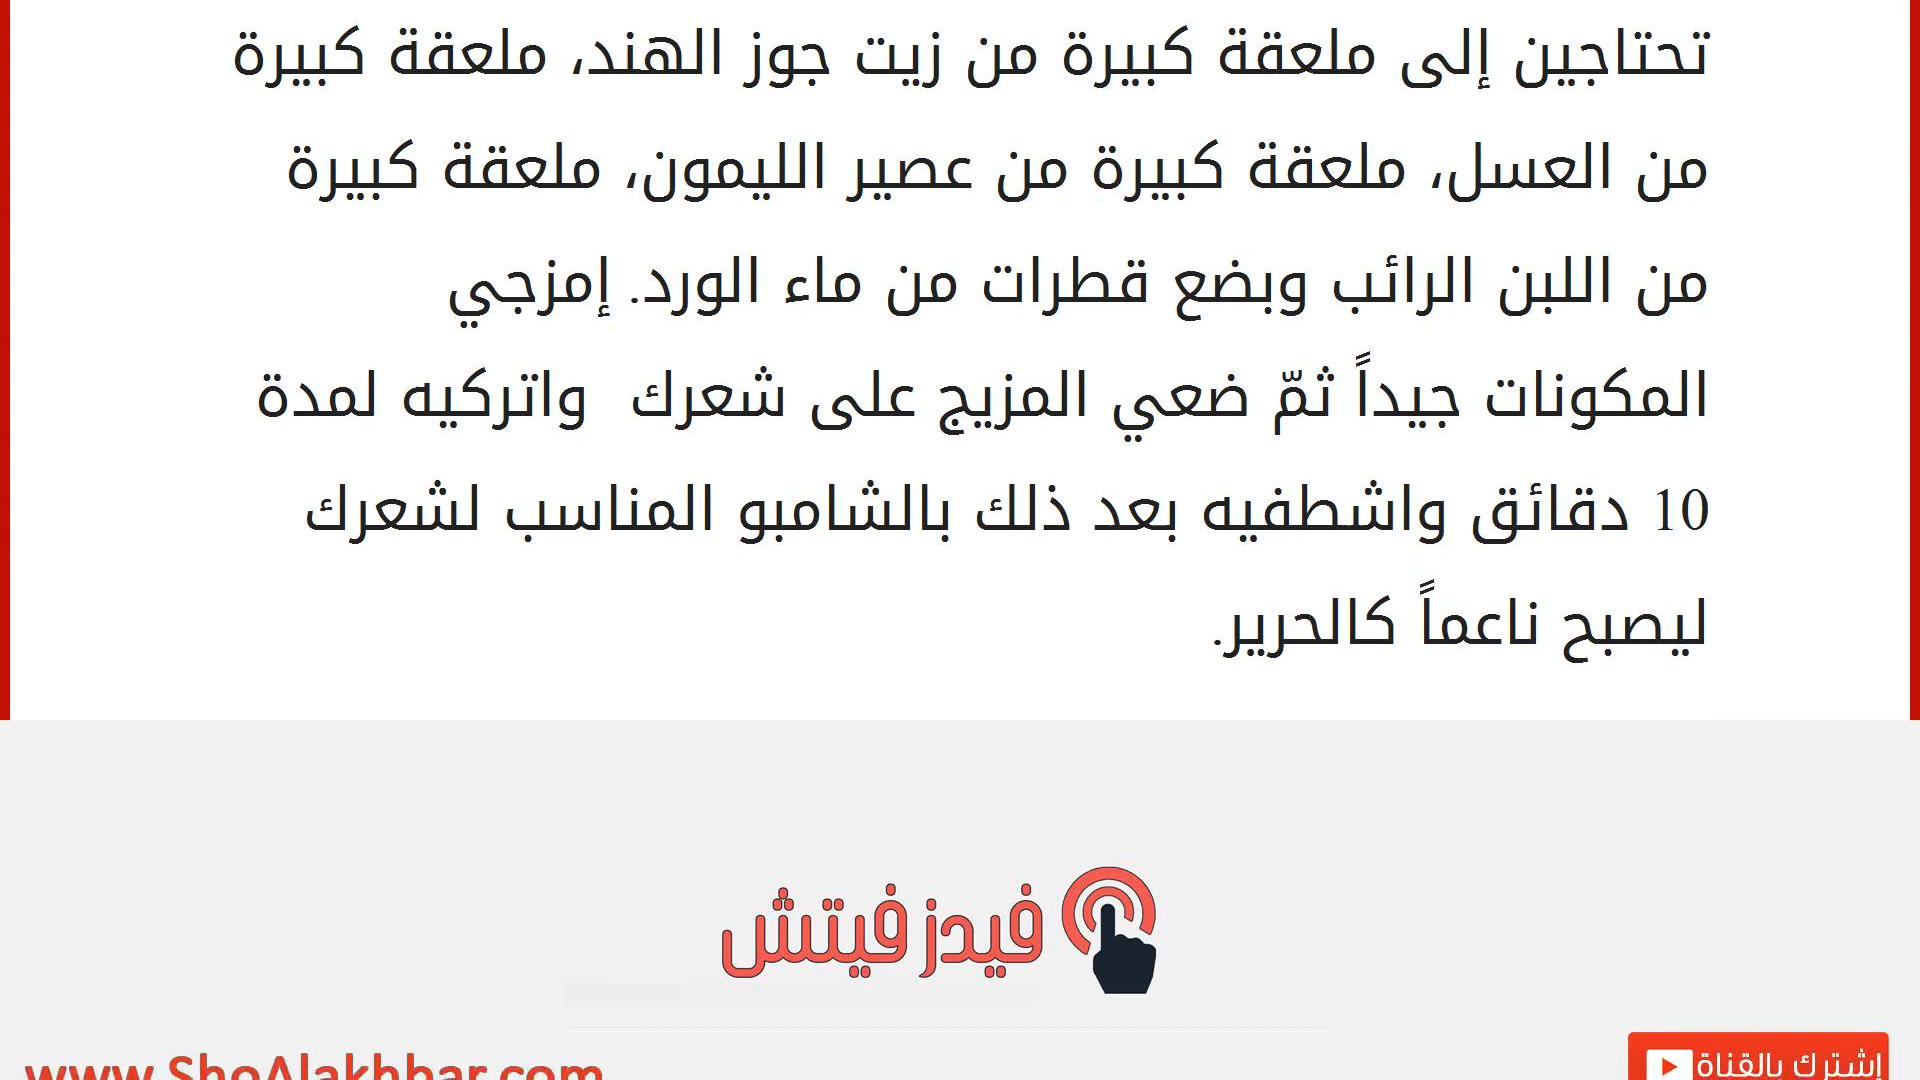 تحتاجين إلى ملعقة كبيرة من زيت جوز الهند، ملعقة كبيرة
من العسل، ملعقة كبيرة من عصير الليمون، ملعقة كبيرة
من اللبن الرائب وبضع قطرات من ماء الورد. إمزجي
المكونات جيداً ثمّ ضعي المزيج على شعرك  واتركيه لمدة
10 دقائق واشطفيه بعد ذلك بالشامبو المناسب لشعرك
ليصبح ناعماً كالحرير.
فيدز فيتش
www.ShoAlakhbar.com
إشترك بالقناة